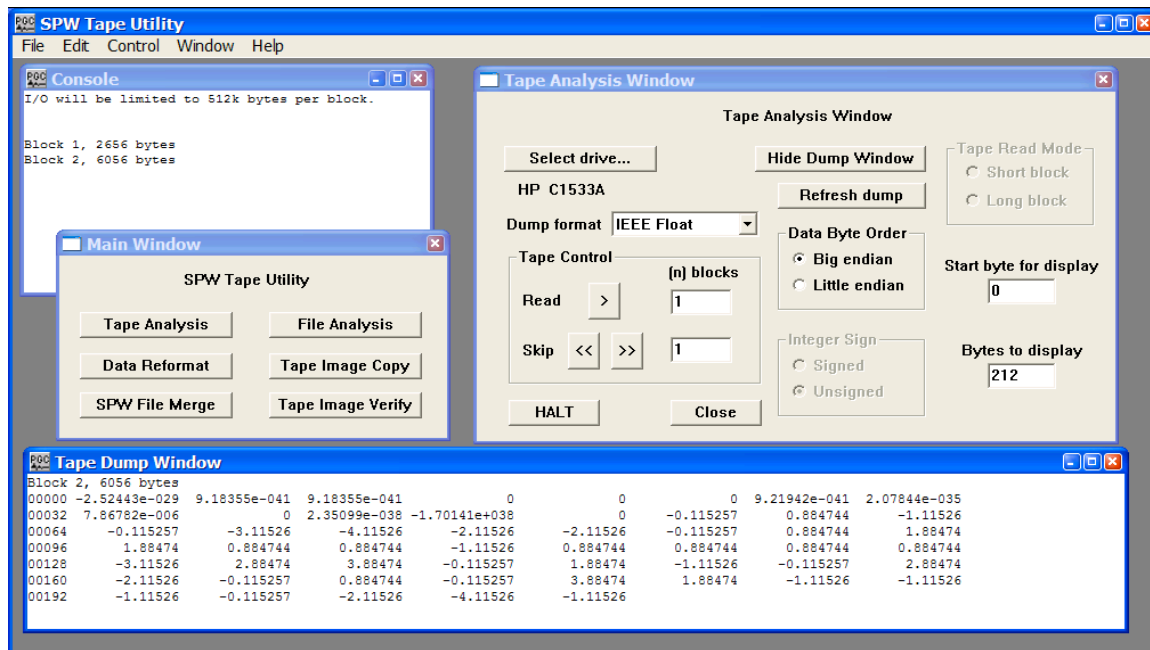 SPW Tape Utility
File Edit Control Window Help
Console
I/O will be limited to 512k bytes per block.
Block 1, 2656 bytes
Block 2, 6056 bytes
Main Window
SPW Tape Utility
Tape Analysis File Analysis
Data Reformat Tape Image Copy
SPW File Merge Tape Image Verify
Tape Analysis Window
Tape Analysis Window
Select drive... Hide Dump Window
HP C1533A Refresh dump
Dump format IEEE Float
Tape Control
(n) blocks
Read > 1
Skip << >> 1
HALT Close
Data Byte Order
Big endian
Little endian
Integer Sign
Signed
Unsigned
Tape Read Mode
Short block
Long block
Start byte for display
0
Bytes to display
212
Tape Dump Window
Block 2, 6056 bytes
00000 -2.52443e-029 9.18355e-041 9.18355e-041 0 0 0 9.21942e-041 2.07844e-035
00032 7.86782e-006 0 2.35099e-038 -1.70141e+038 0 -0.115257 0.884744 -1.11526
00064 -0.115257 -3.11526 -4.11526 -2.11526 -2.11526 -0.115257 0.884744 1.88474
00096 1.88474 0.884744 0.884744 -1.11526 0.884744 0.884744 0.884744 0.884744
00128 -3.11526 2.88474 3.88474 -0.115257 1.88474 -1.11526 -0.115257 2.88474
00160 -2.11526 -0.115257 0.884744 -0.115257 3.88474 1.88474 -1.11526 -1.11526
00192 -1.11526 -0.115257 -2.11526 -4.11526 -1.11526